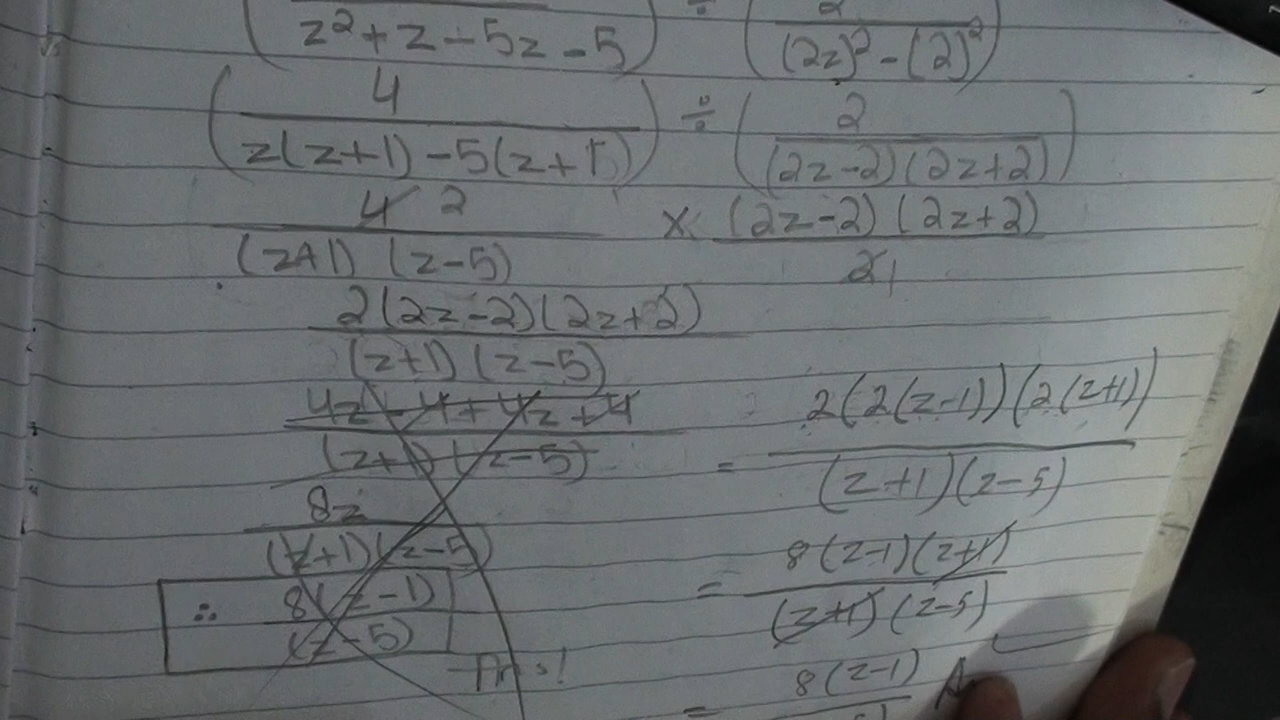 z²+z-5z-5 ÷ 2
(2z)²-(2)²
(4 / z(z+1)-5(z+1)) ÷ (2 / (2z-2)(2z+2))
4 2 / (z+1) (z-5) × (2z-2) (2z+2) / 2 1
2(2z-2)(2z+2) / (z+1) (z-5)
4z-4+4z+4 / (z+1) (z-5)
8z / (z+1)(z-5)
∴ 8(z-1) / (z-5)
Ans!
= 2(2(z-1))(2(z+1)) / (z+1)(z-5)
= 8(z-1)(z+1) / (z+1)(z-5)
= 8(z-1) A